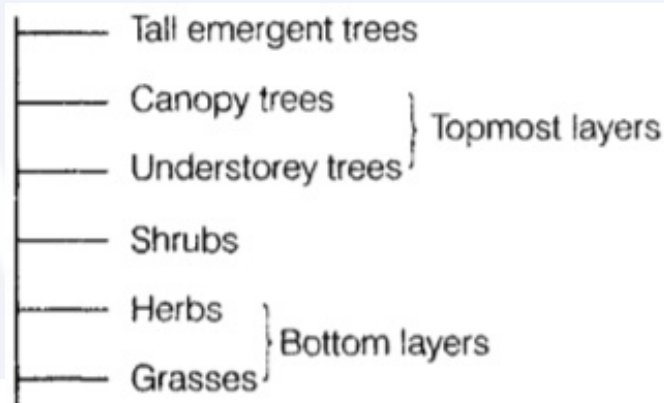 Tall emergent trees
Canopy trees
Topmost layers
Understorey trees
Shrubs
Herbs
Bottom layers
Grasses